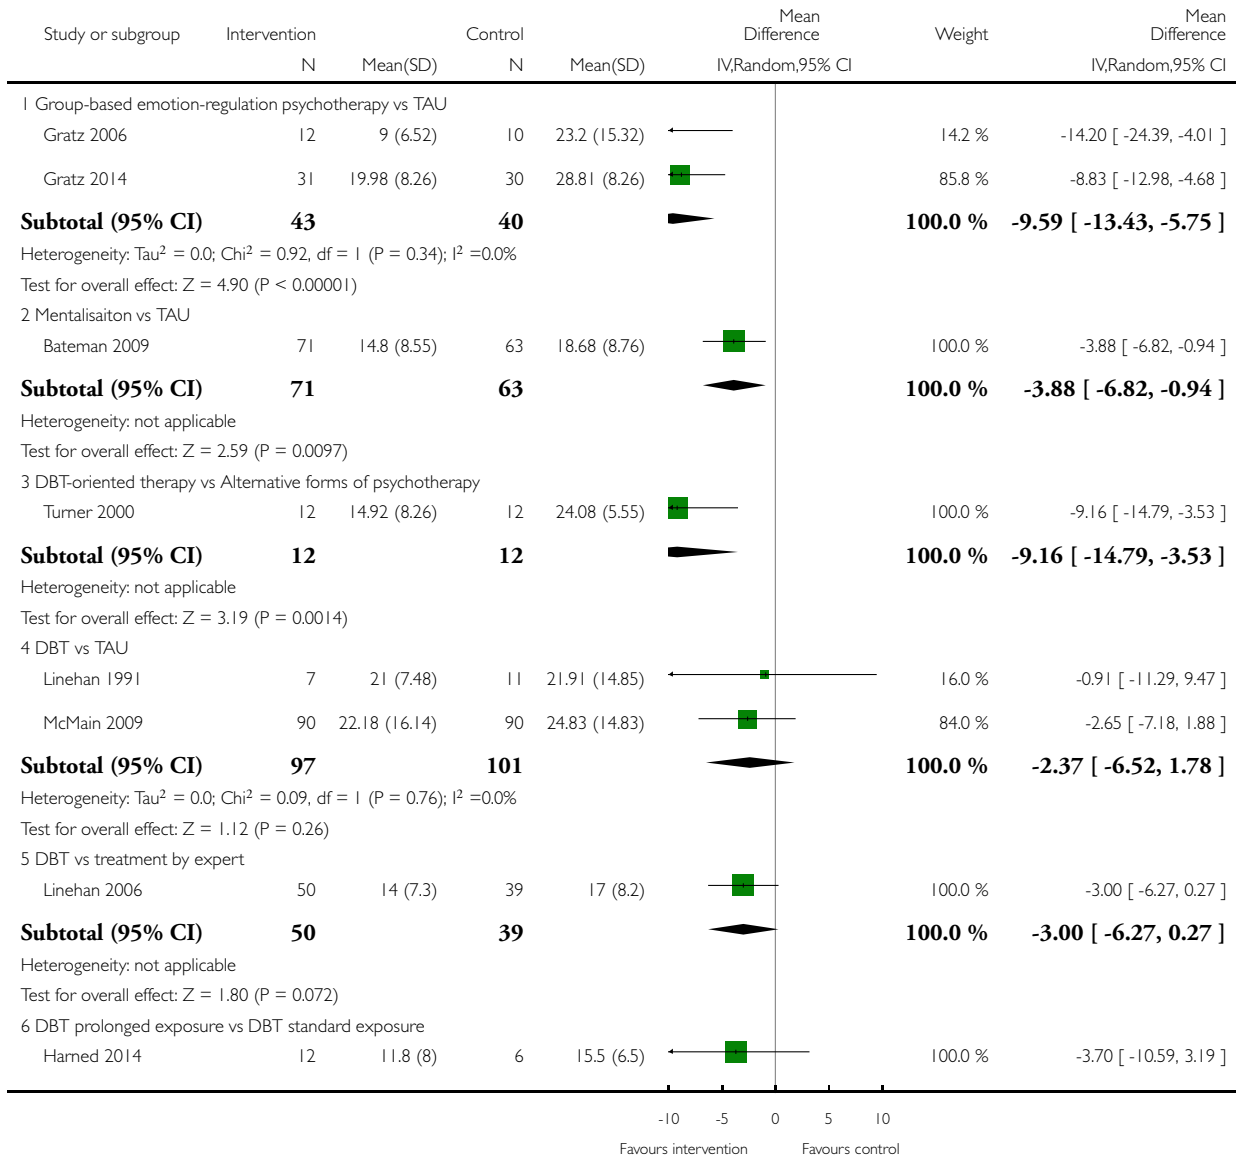 Study or subgroup Intervention Control Mean Difference Weight Mean Difference
N Mean(SD) N Mean(SD) IV,Random,95% CI IV,Random,95% CI
1 Group-based emotion-regulation psychotherapy vs TAU
Gratz 2006 12 9 (6.52) 10 23.2 (15.32) 14.2 % -14.20 [ -24.39, -4.01 ]
Gratz 2014 31 19.98 (8.26) 30 28.81 (8.26) 85.8 % -8.83 [ -12.98, -4.68 ]
Subtotal (95% CI) 43 40 100.0 % -9.59 [ -13.43, -5.75 ]
Heterogeneity: Tau² = 0.0; Chi² = 0.92, df = 1 (P = 0.34); I² =0.0%
Test for overall effect: Z = 4.90 (P < 0.00001)
2 Mentalisaiton vs TAU
Bateman 2009 71 14.8 (8.55) 63 18.68 (8.76) 100.0 % -3.88 [ -6.82, -0.94 ]
Subtotal (95% CI) 71 63 100.0 % -3.88 [ -6.82, -0.94 ]
Heterogeneity: not applicable
Test for overall effect: Z = 2.59 (P = 0.0097)
3 DBT-oriented therapy vs Alternative forms of psychotherapy
Turner 2000 12 14.92 (8.26) 12 24.08 (5.55) 100.0 % -9.16 [ -14.79, -3.53 ]
Subtotal (95% CI) 12 12 100.0 % -9.16 [ -14.79, -3.53 ]
Heterogeneity: not applicable
Test for overall effect: Z = 3.19 (P = 0.0014)
4 DBT vs TAU
Linehan 1991 7 21 (7.48) 11 21.91 (14.85) 16.0 % -0.91 [ -11.29, 9.47 ]
McMain 2009 90 22.18 (16.14) 90 24.83 (14.83) 84.0 % -2.65 [ -7.18, 1.88 ]
Subtotal (95% CI) 97 101 100.0 % -2.37 [ -6.52, 1.78 ]
Heterogeneity: Tau² = 0.0; Chi² = 0.09, df = 1 (P = 0.76); I² =0.0%
Test for overall effect: Z = 1.12 (P = 0.26)
5 DBT vs treatment by expert
Linehan 2006 50 14 (7.3) 39 17 (8.2) 100.0 % -3.00 [ -6.27, 0.27 ]
Subtotal (95% CI) 50 39 100.0 % -3.00 [ -6.27, 0.27 ]
Heterogeneity: not applicable
Test for overall effect: Z = 1.80 (P = 0.072)
6 DBT prolonged exposure vs DBT standard exposure
Harned 2014 12 11.8 (8) 6 15.5 (6.5) 100.0 % -3.70 [ -10.59, 3.19 ]
-10 -5 0 5 10
Favours intervention Favours control